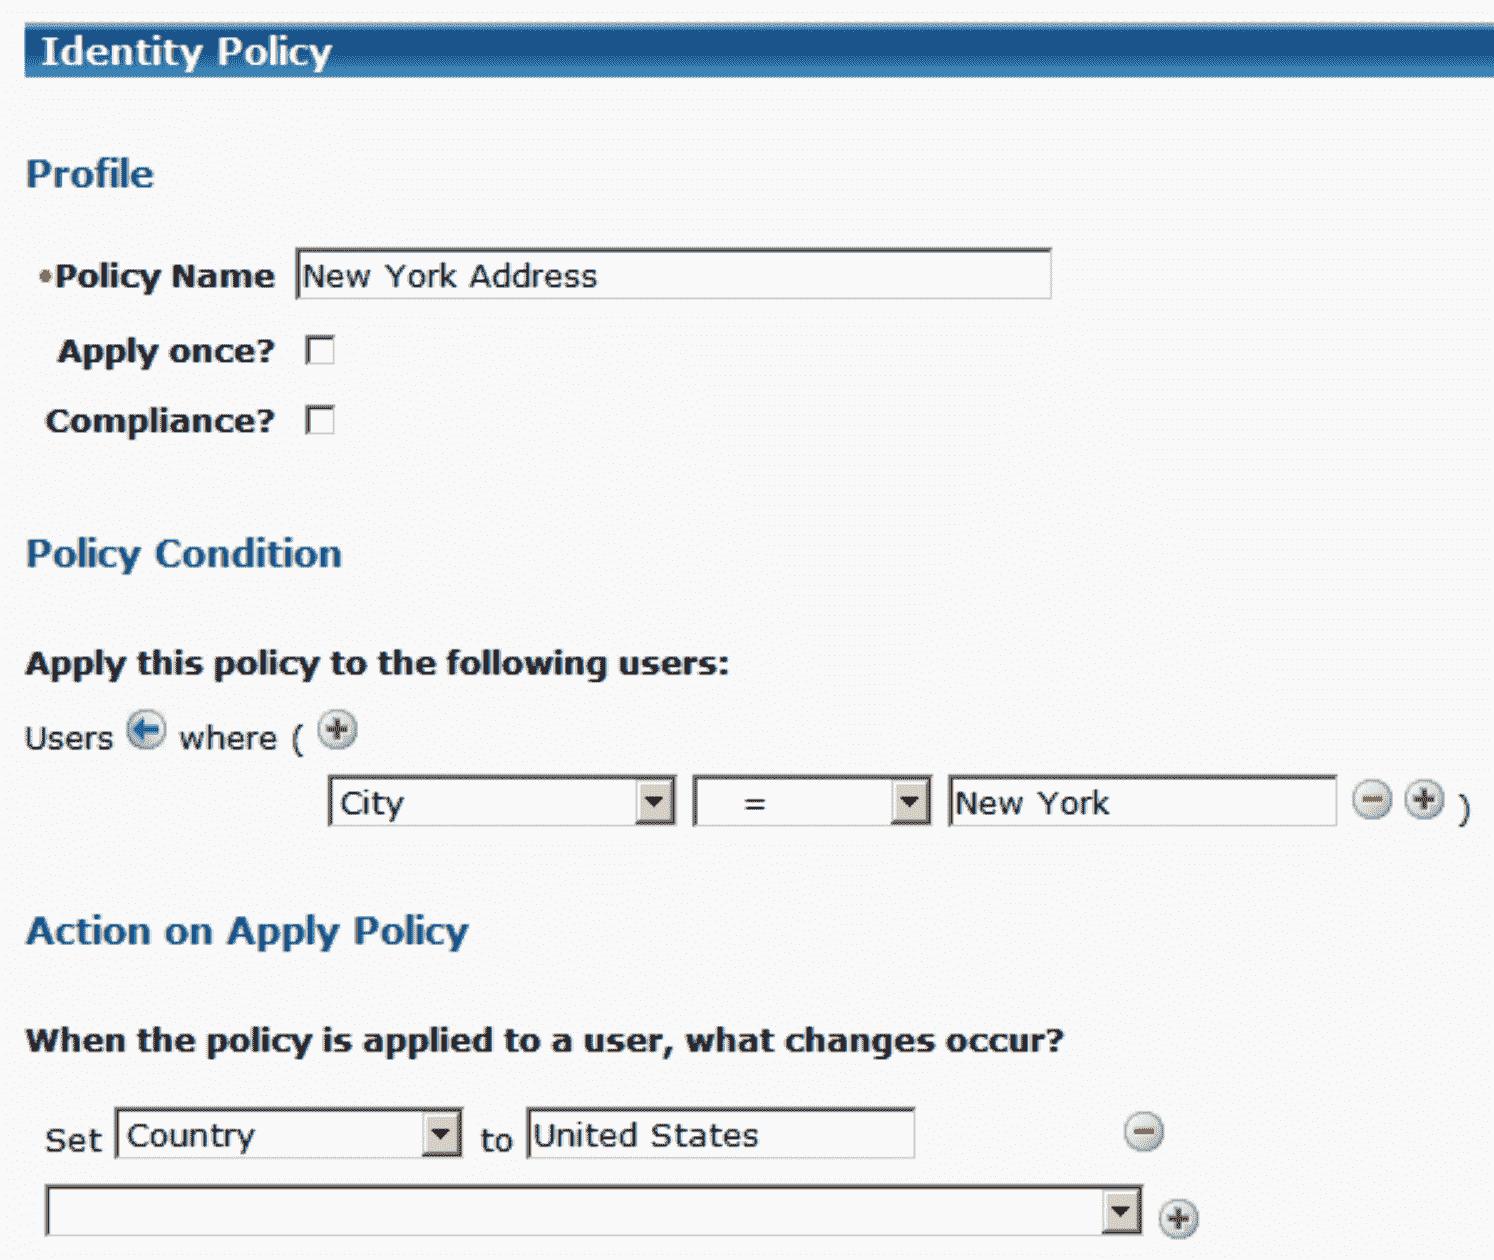 Identity Policy
Profile
•Policy Name New York Address
Apply once?
Compliance?
Policy Condition
Apply this policy to the following users:
Users where (
City = New York )
Action on Apply Policy
When the policy is applied to a user, what changes occur?
Set Country to United States